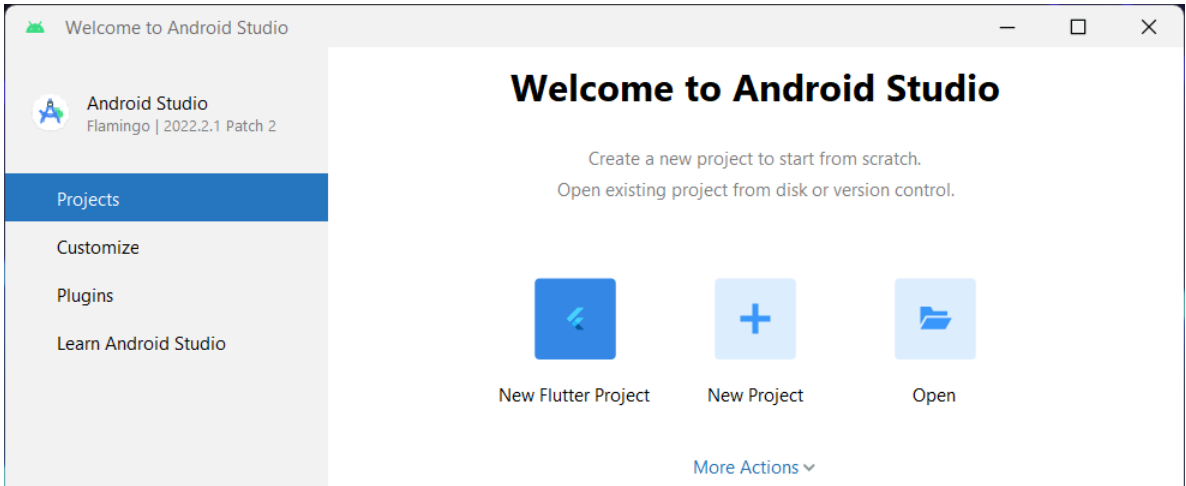 Welcome to Android Studio
Android Studio
Flamingo | 2022.2.1 Patch 2
Projects
Customize
Plugins
Learn Android Studio
Welcome to Android Studio
Create a new project to start from scratch.
Open existing project from disk or version control.
New Flutter Project
New Project
Open
More Actions